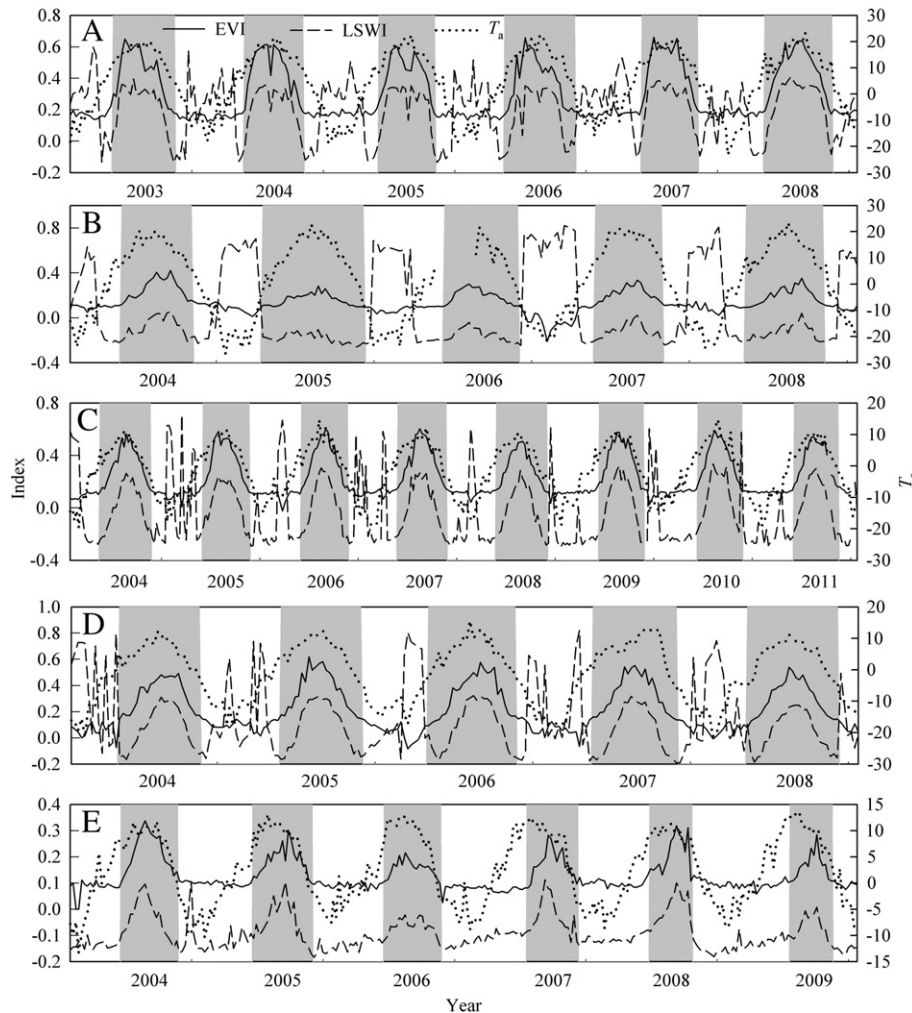 A EVI LSWI Ta
0.8 0.6 0.4 0.2 0.0 -0.2
30 20 10 0 -10 -20 -30
2003 2004 2005 2006 2007 2008
B
0.8 0.4 0.0 -0.4
30 20 10 0 -10 -20 -30
2004 2005 2006 2007 2008
C
0.8 0.4 0.0 -0.4
20 10 0 -10 -20 -30
2004 2005 2006 2007 2008 2009 2010 2011
Index
T
D
1.0 0.8 0.6 0.4 0.2 0.0 -0.2
20 10 0 -10 -20 -30
2004 2005 2006 2007 2008
E
0.4 0.3 0.2 0.1 0.0 -0.1 -0.2
15 10 5 0 -5 -10 -15
2004 2005 2006 2007 2008 2009
Year